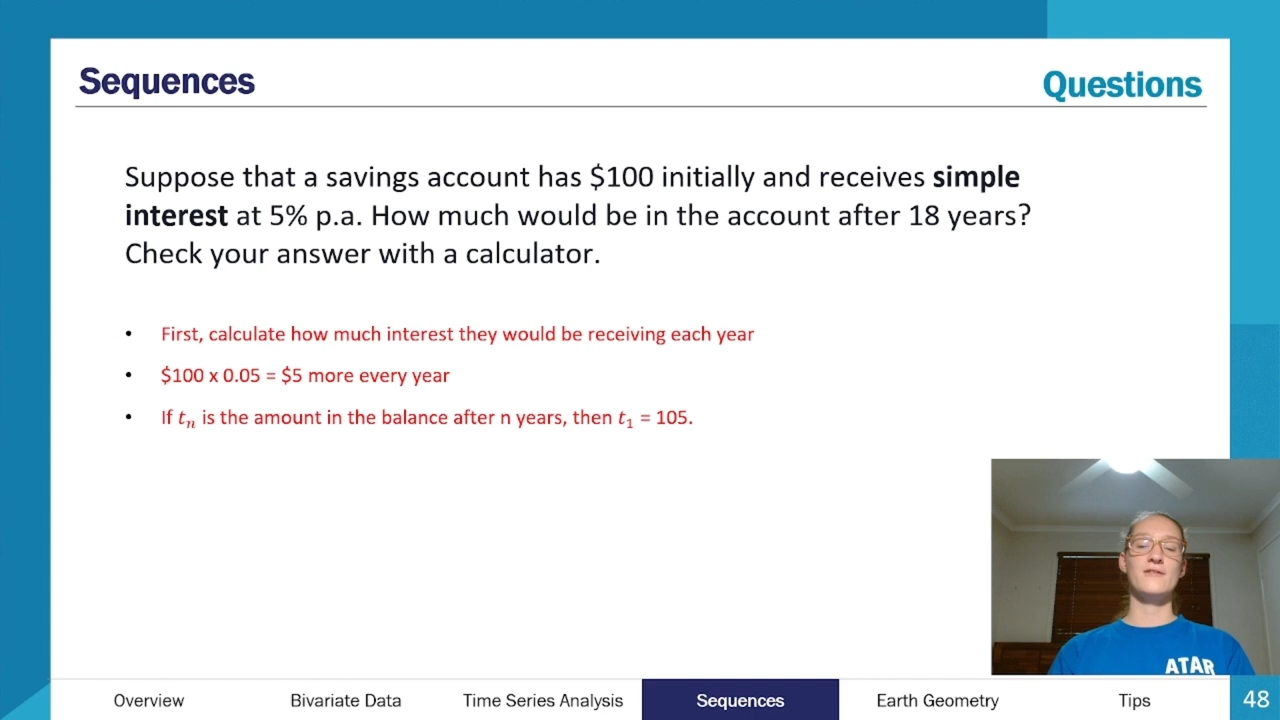 Sequences
Questions
Suppose that a savings account has $100 initially and receives simple
interest at 5% p.a. How much would be in the account after 18 years?
Check your answer with a calculator.
• First, calculate how much interest they would be receiving each year
• $100 x 0.05 = $5 more every year
• If tₙ is the amount in the balance after n years, then t₁ = 105.
ATAR
Overview
Bivariate Data
Time Series Analysis
Sequences
Earth Geometry
Tips
48